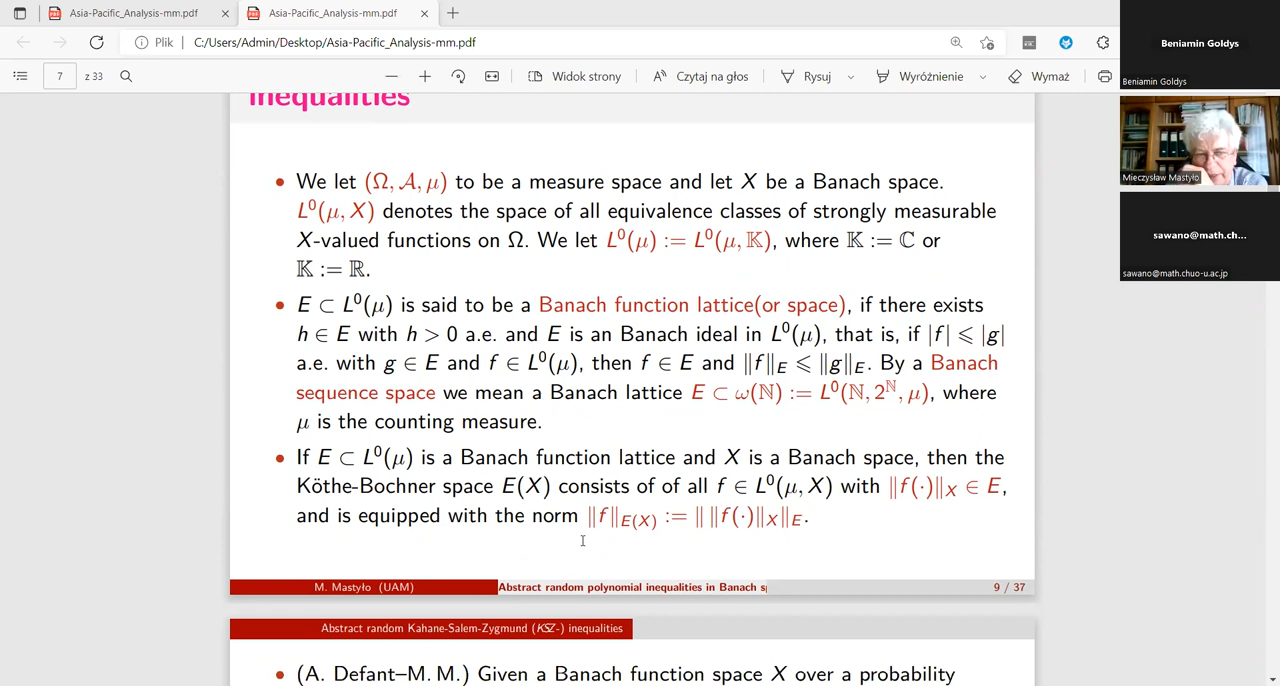 Asia-Pacific_Analysis-mm.pdf
Asia-Pacific_Analysis-mm.pdf
Plik C:/Users/Admin/Desktop/Asia-Pacific_Analysis-mm.pdf
7 z 33 Widok strony Czytaj na głos Rysuj Wyróżnienie Wymaż
Beniamin Goldys
Beniamin Goldys
Mieczysław Mastyło
sawano@math.ch...
sawano@math.chuo-u.ac.jp
inequalities
• We let (Ω, 𝒜, μ) to be a measure space and let X be a Banach space.
L⁰(μ, X) denotes the space of all equivalence classes of strongly measurable
X-valued functions on Ω. We let L⁰(μ) := L⁰(μ, 𝕂), where 𝕂 := ℂ or
𝕂 := ℝ.
• E ⊂ L⁰(μ) is said to be a Banach function lattice(or space), if there exists
h ∈ E with h > 0 a.e. and E is an Banach ideal in L⁰(μ), that is, if |f| ⩽ |g|
a.e. with g ∈ E and f ∈ L⁰(μ), then f ∈ E and ‖f‖_E ⩽ ‖g‖_E. By a Banach
sequence space we mean a Banach lattice E ⊂ ω(ℕ) := L⁰(ℕ, 2^ℕ, μ), where
μ is the counting measure.
• If E ⊂ L⁰(μ) is a Banach function lattice and X is a Banach space, then the
Köthe-Bochner space E(X) consists of of all f ∈ L⁰(μ, X) with ‖f(·)‖_X ∈ E,
and is equipped with the norm ‖f‖_{E(X)} := ‖ ‖f(·)‖_X‖_E.
M. Mastyło (UAM) Abstract random polynomial inequalities in Banach s 9 / 37
Abstract random Kahane-Salem-Zygmund (KSZ-) inequalities
• (A. Defant–M. M.) Given a Banach function space X over a probability